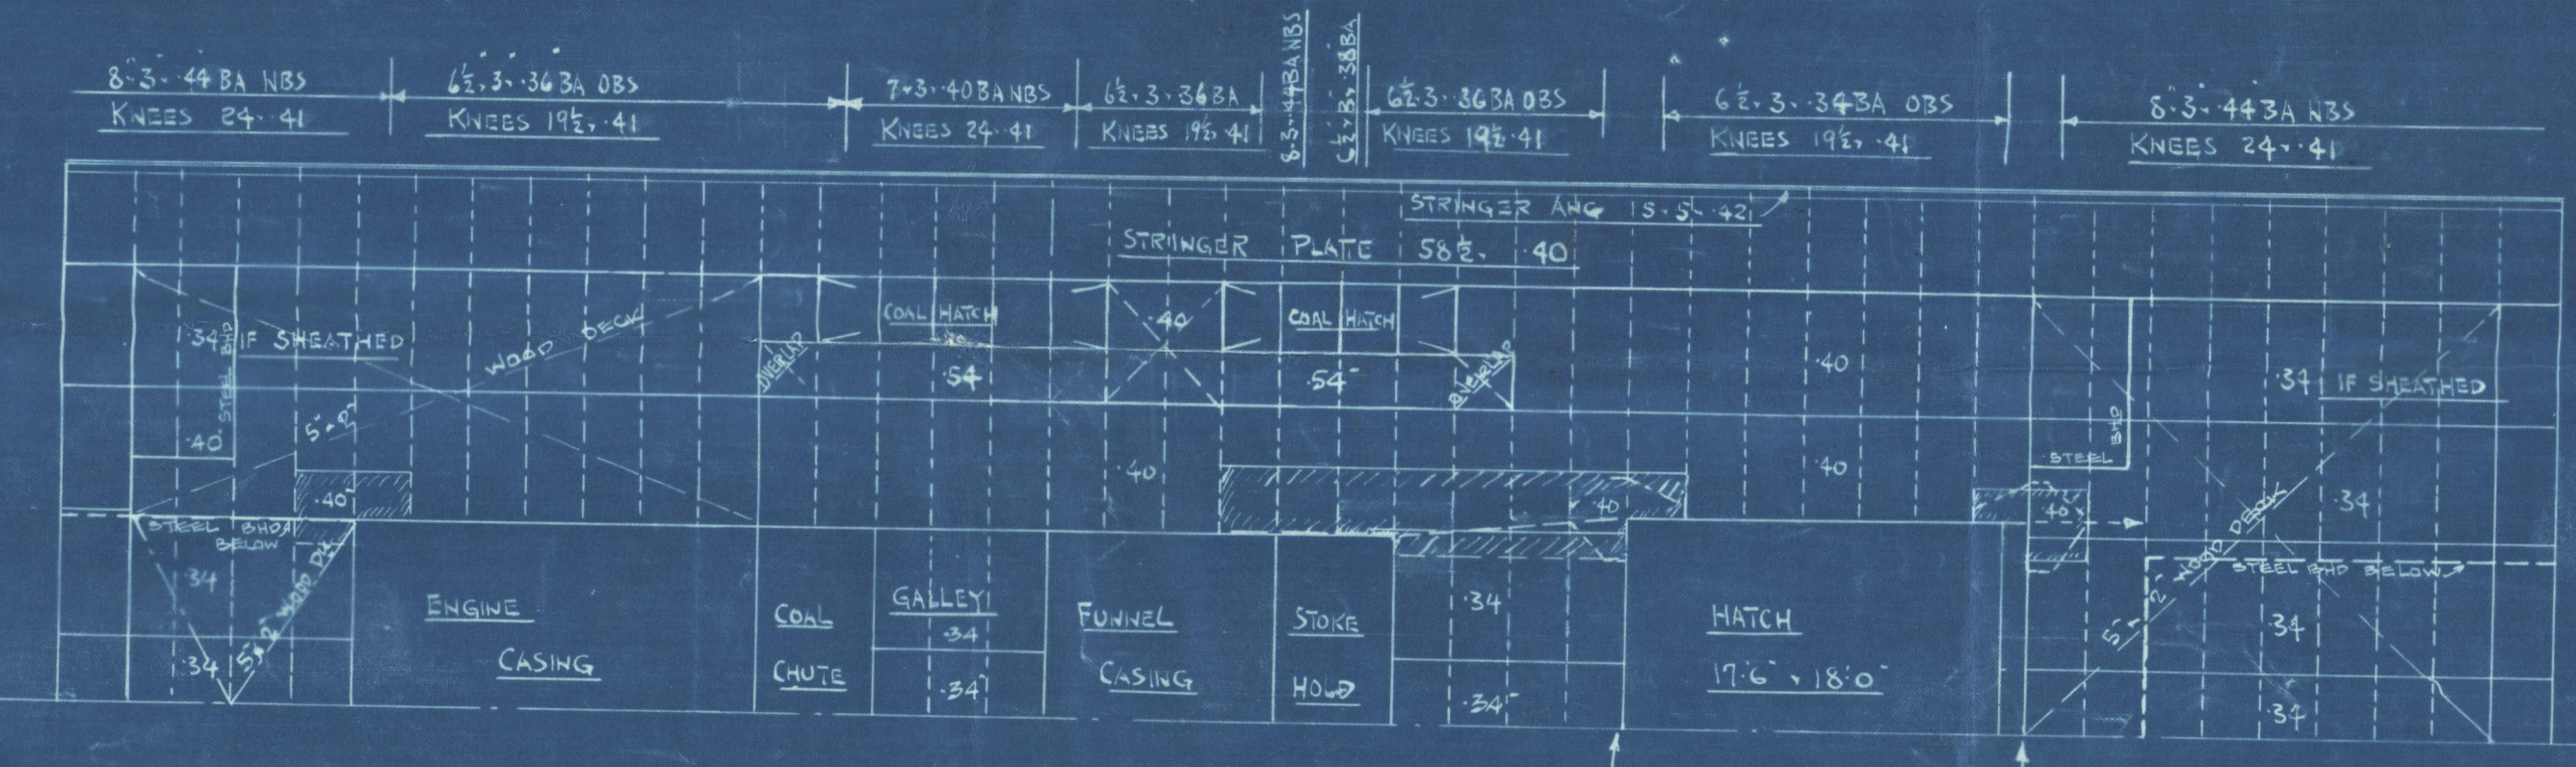 8" 3" .44 BA NBS
KNEES 24 × .41
6½ × 3 × .36 BA OBS
KNEES 19½ × .41
7 × 3 × .40 BA NBS
KNEES 24 × .41
6½ × 3 × .36 BA
KNEES 19½ × .41
8 · 3 · .44 BA NBS
6½ × 3 × .38 BA
6½ 3 × .36 BA OBS
KNEES 19½ .41
6½ × 3 × .34 BA OBS
KNEES 19½ × .41
8" 3" .44 BA NBS
KNEES 24 × .41
STRINGER ANG 5 × 5 × .42
STRINGER PLATE 58½ × .40
.34 IF SHEATHED
STEEL BHD
WOOD DECK
5" × 2"
.40
.40
OVERLAP
COAL HATCH
.54
.40
COAL HATCH
.54
OVERLAP
.40
.40
.40
.40
STEEL
BHD
.40
.34 IF SHEATHED
.34
WOOD DECK
5" × 2"
STEEL BHD BELOW
STEEL BHD
BELOW
.34
.34
5" × 2" WOOD DK
ENGINE
CASING
COAL
CHUTE
GALLEY
.34
.34
FUNNEL
CASING
STOKE
HOLD
.34
.34
HATCH
17'·6" × 18'·0"
.34
.34